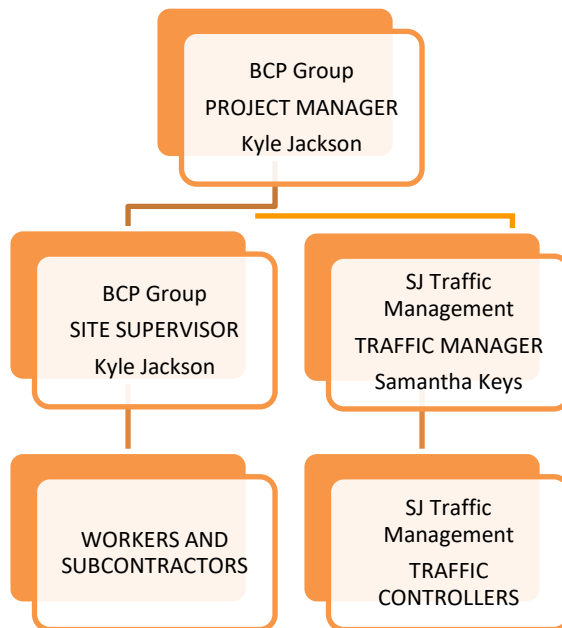 BCP Group
PROJECT MANAGER
Kyle Jackson
BCP Group
SITE SUPERVISOR
Kyle Jackson
SJ Traffic
Management
TRAFFIC MANAGER
Samantha Keys
WORKERS AND
SUBCONTRACTORS
SJ Traffic
Management
TRAFFIC
CONTROLLERS